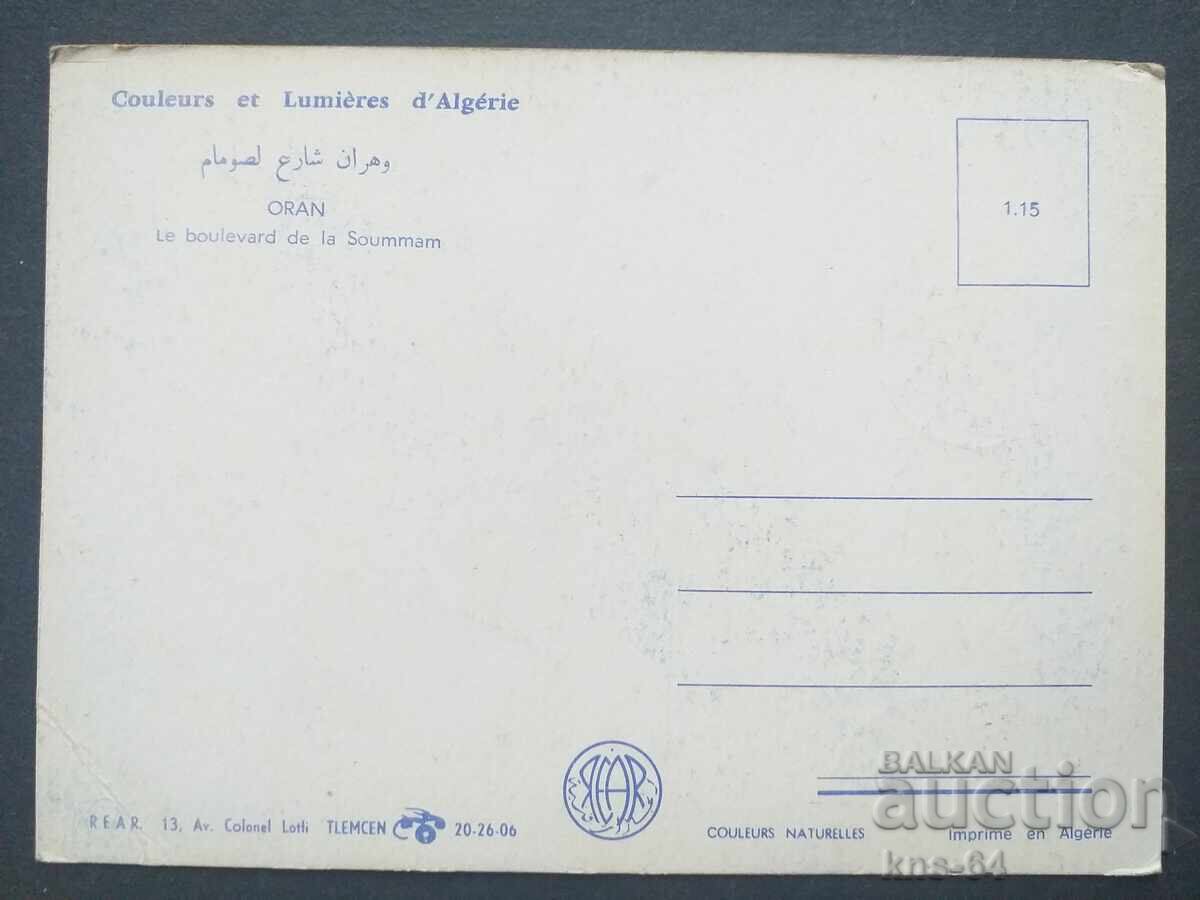 Couleurs et Lumières d'Algérie
وهران شارع لصومام
ORAN
Le boulevard de la Soummam
1.15
REAR
R E A R. 13, Av. Colonel Lotfi TLEMCEN 20-26-06
COULEURS NATURELLES
Imprimé en Algérie
BALKAN
auction
kns-64